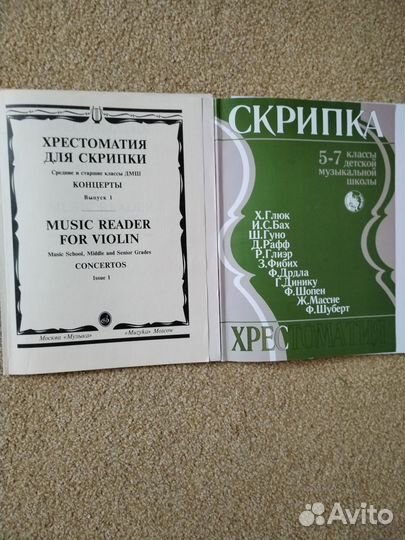 ХРЕСТОМАТИЯ
ДЛЯ СКРИПКИ
Средние и старшие классы ДМШ
КОНЦЕРТЫ
Выпуск 1
MUSIC READER
FOR VIOLIN
Music School, Middle and Senior Grades
CONCERTOS
Issue 1
Москва «Музыка» «Muzyka» Moscow
СКРИПКА
5-7 классы
детской
музыкальной
школы
Х.Глюк
И.С.Бах
Ш.Гуно
Д.Рафф
Р.Глиэр
З.Фибих
Ф.Дрдла
Г.Динику
Ф.Шопен
Ж.Массне
Ф.Шуберт
ХРЕСТОМАТИЯ
Avito